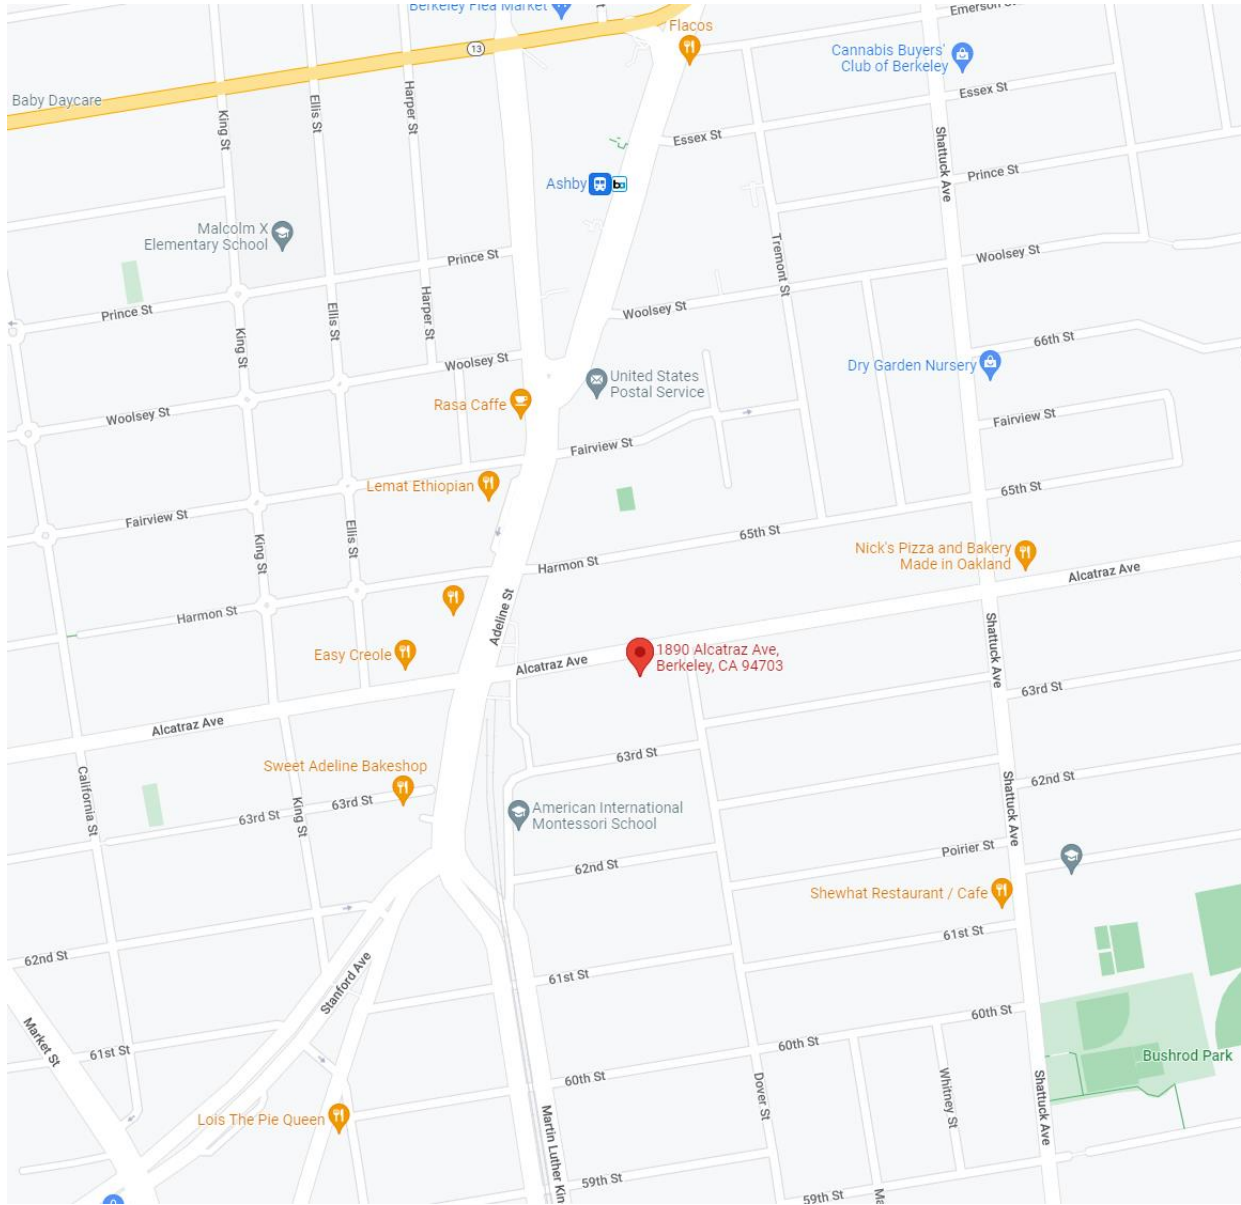 Berkeley Flea Market
Flacos
Emerson
13
Cannabis Buyers'
Club of Berkeley
Baby Daycare
King St
Ellis St
Harper St
Essex St
Essex St
Shattuck Ave
Ashby
Prince St
Malcolm X
Elementary School
Prince St
Tremont St
Woolsey St
Prince St
Harper St
Ellis St
King St
Woolsey St
66th St
Woolsey St
United States
Postal Service
Dry Garden Nursery
Rasa Caffe
Woolsey St
Fairview St
Fairview St
Lemat Ethiopian
65th St
Fairview St
Ellis St
King St
65th St
Nick's Pizza and Bakery
Made in Oakland
Harmon St
Alcatraz Ave
Harmon St
Adeline St
Easy Creole
Alcatraz Ave
1890 Alcatraz Ave,
Berkeley, CA 94703
Shattuck Ave
63rd St
Alcatraz Ave
63rd St
Sweet Adeline Bakeshop
62nd St
California St
63rd St
63rd St
King St
American International
Montessori School
Shattuck Ave
Poirier St
62nd St
Shewhat Restaurant / Cafe
61st St
62nd St
Stanford Ave
61st St
60th St
Market St
61st St
60th St
Bushrod Park
60th St
Dover St
Whitney St
Shattuck Ave
Lois The Pie Queen
Martin Luther King
59th St
59th St